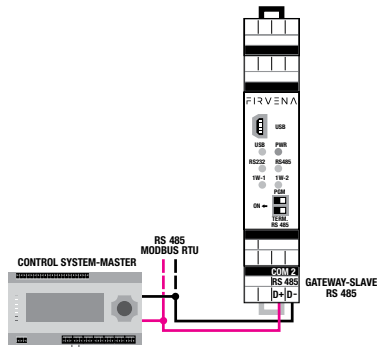 FIRVENA
USB
USB PWR
RS232 RS485
1W-1 1W-2
PGM
ON ←
TERM.
RS 485
RS 485
MODBUS RTU
CONTROL SYSTEM-MASTER
COM 2
RS 485
D+ D-
GATEWAY-SLAVE
RS 485